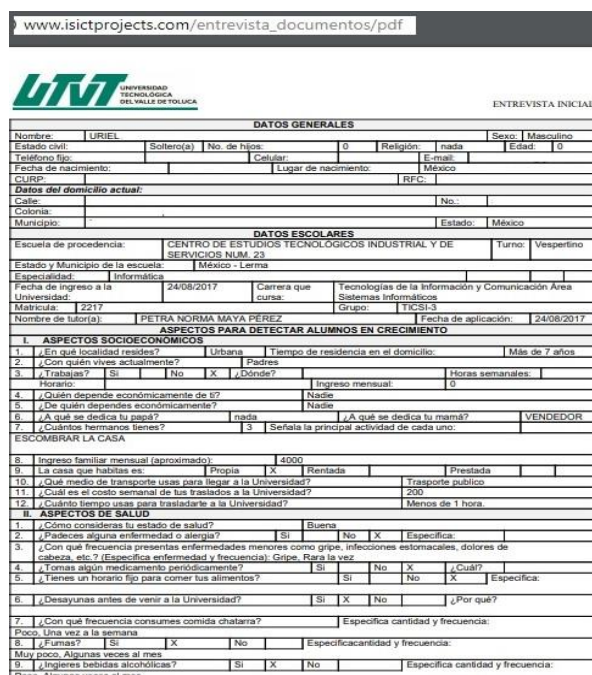 www.isictprojects.com/entrevista_documentos/pdf
UTVT UNIVERSIDAD
TECNOLÓGICA
DEL VALLE DE TOLUCA
ENTREVISTA INICIAL
DATOS GENERALES
Nombre: URIEL Sexo: Masculino
Estado civil: Soltero(a) No. de hijos: 0 Religión: nada Edad: 0
Teléfono fijo: Celular: E-mail:
Fecha de nacimiento: Lugar de nacimiento: México
CURP: RFC:
Datos del domicilio actual:
Calle: No.:
Colonia:
Municipio: Estado: México
DATOS ESCOLARES
Escuela de procedencia: CENTRO DE ESTUDIOS TECNOLÓGICOS INDUSTRIAL Y DE Turno: Vespertino
SERVICIOS NUM. 23
Estado y Municipio de la escuela: México - Lerma
Especialidad: Informática
Fecha de ingreso a la 24/08/2017 Carrera que Tecnologías de la Información y Comunicación Área
Universidad: cursa: Sistemas Informáticos
Matrícula: 2217 Grupo: TICSI-3
Nombre de tutor(a): PETRA NORMA MAYA PÉREZ Fecha de aplicación: 24/08/2017
ASPECTOS PARA DETECTAR ALUMNOS EN CRECIMIENTO
I. ASPECTOS SOCIOECONÓMICOS
1. ¿En qué localidad resides? Urbana Tiempo de residencia en el domicilio: Más de 7 años
2. ¿Con quién vives actualmente? Padres
3. ¿Trabajas? Si No X ¿Dónde? Horas semanales:
Horario: Ingreso mensual: 0
4. ¿Quién depende económicamente de ti? Nadie
5. ¿De quién dependes económicamente? Nadie
6. ¿A qué se dedica tu papá? nada ¿A qué se dedica tu mamá? VENDEDOR
7. ¿Cuántos hermanos tienes? 3 Señala la principal actividad de cada uno:
ESCOMBRAR LA CASA
8. Ingreso familiar mensual (aproximado): 4000
9. La casa que habitas es: Propia X Rentada Prestada
10. ¿Qué medio de transporte usas para llegar a la Universidad? Trasporte publico
11. ¿Cuál es el costo semanal de tus traslados a la Universidad? 200
12. ¿Cuánto tiempo usas para trasladarte a la Universidad? Menos de 1 hora.
II. ASPECTOS DE SALUD
1. ¿Cómo consideras tu estado de salud? Buena
2. ¿Padeces alguna enfermedad o alergia? Si No X Especifica:
3. ¿Con qué frecuencia presentas enfermedades menores como gripe, infecciones estomacales, dolores de
cabeza, etc.? (Especifica enfermedad y frecuencia): Gripe, Rara la vez
4. ¿Tomas algún medicamento periódicamente? Si No X ¿Cuál?
5. ¿Tienes un horario fijo para comer tus alimentos? Si No X Especifica:
6. ¿Desayunas antes de venir a la Universidad? Si X No ¿Por qué?
7. ¿Con qué frecuencia consumes comida chatarra? Especifica cantidad y frecuencia:
Poco, Una vez a la semana
8. ¿Fumas? Si X No Especificacantidad y frecuencia:
Muy poco, Algunas veces al mes
9. ¿Ingieres bebidas alcohólicas? Si X No Especifica cantidad y frecuencia:
Poco, Algunas veces al mes